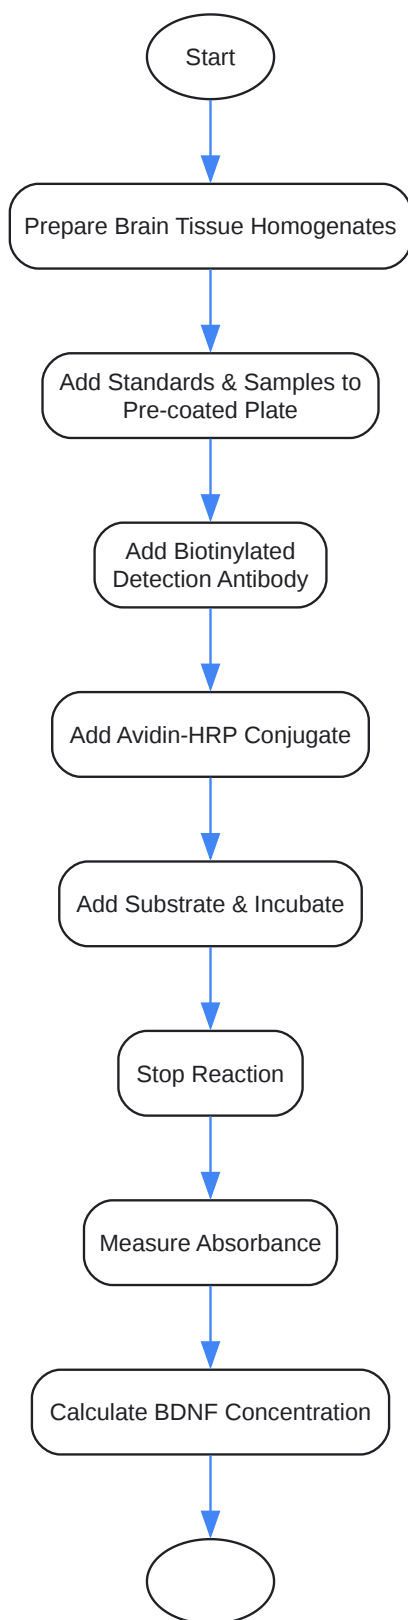 Start
Prepare Brain Tissue Homogenates
Add Standards & Samples to
Pre-coated Plate
Add Biotinylated
Detection Antibody
Add Avidin-HRP Conjugate
Add Substrate & Incubate
Stop Reaction
Measure Absorbance
Calculate BDNF Concentration